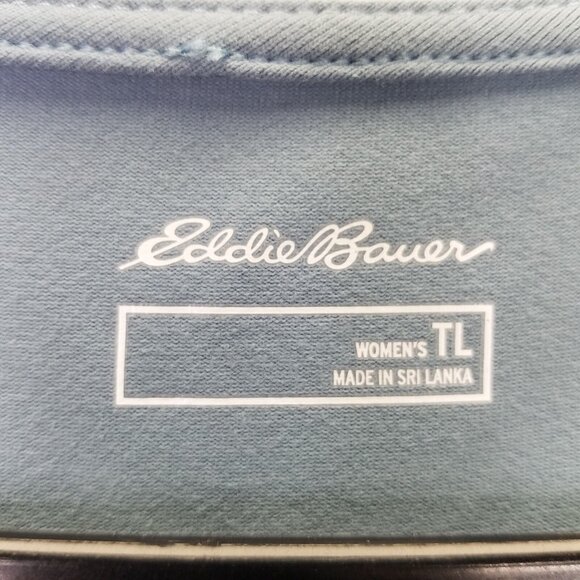 Eddie Bauer
WOMEN'S TL
MADE IN SRI LANKA